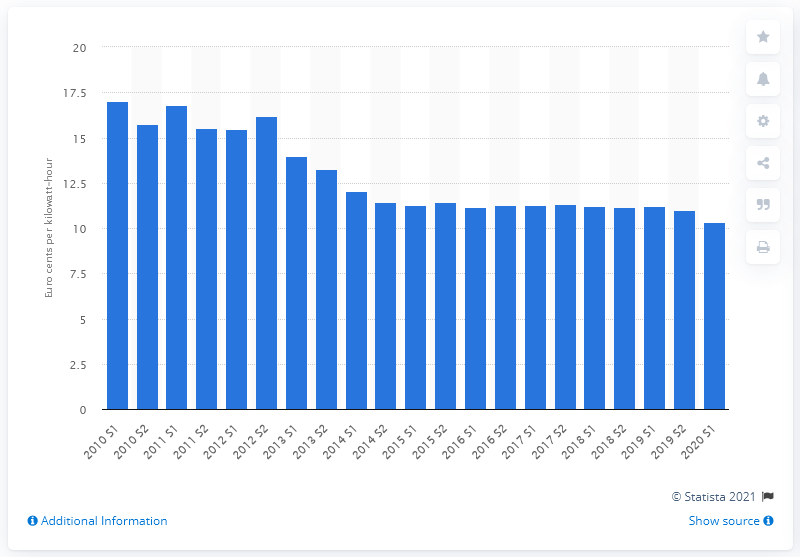 20
17.5
15
12.5
10
7.5
5
2.5
0
Euro cents per kilowatt-hour
2010 S1
2010 S2
2011 S1
2011 S2
2012 S1
2012 S2
2013 S1
2013 S2
2014 S1
2014 S2
2015 S1
2015 S2
2016 S1
2016 S2
2017 S1
2017 S2
2018 S1
2018 S2
2019 S1
2019 S2
2020 S1
© Statista 2021
Additional Information
Show source